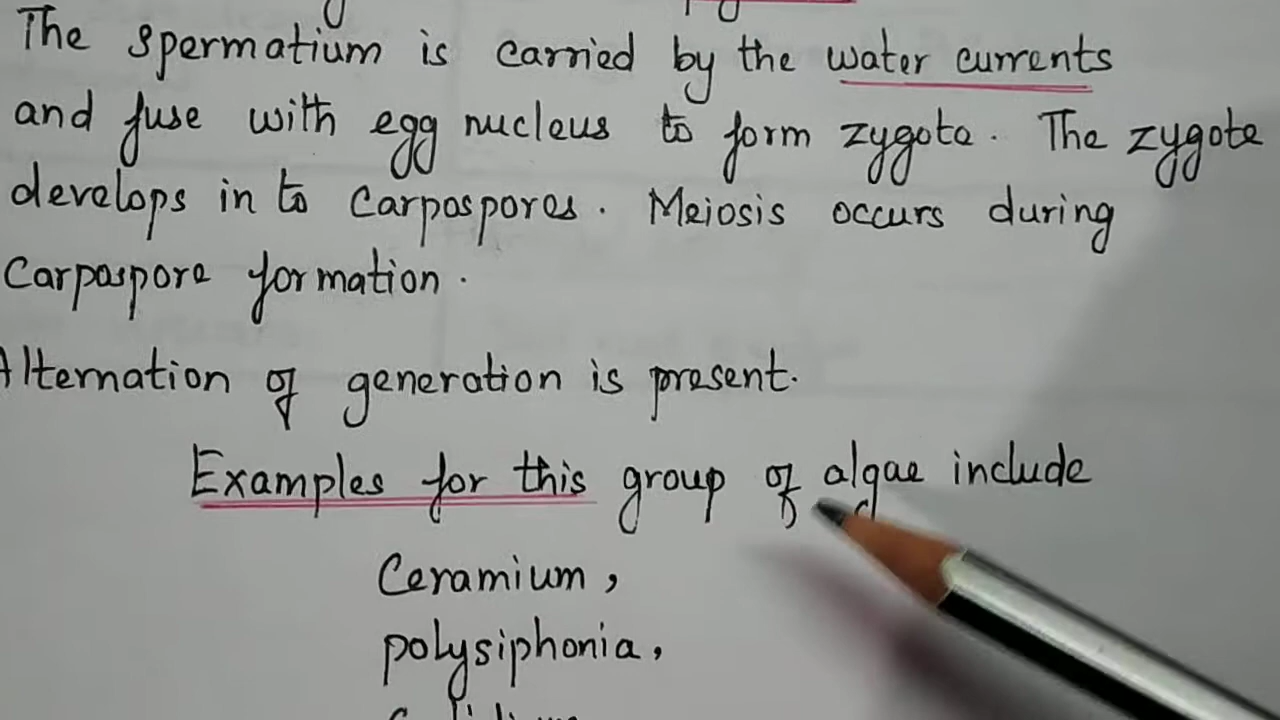 The spermatium is carried by the water currents
and fuse with egg nucleus to form zygote. The zygote
develops in to Carpospores. Meiosis occurs during
Carpospore formation.
Alternation of generation is present.
Examples for this group of algae include
Ceramium,
polysiphonia,